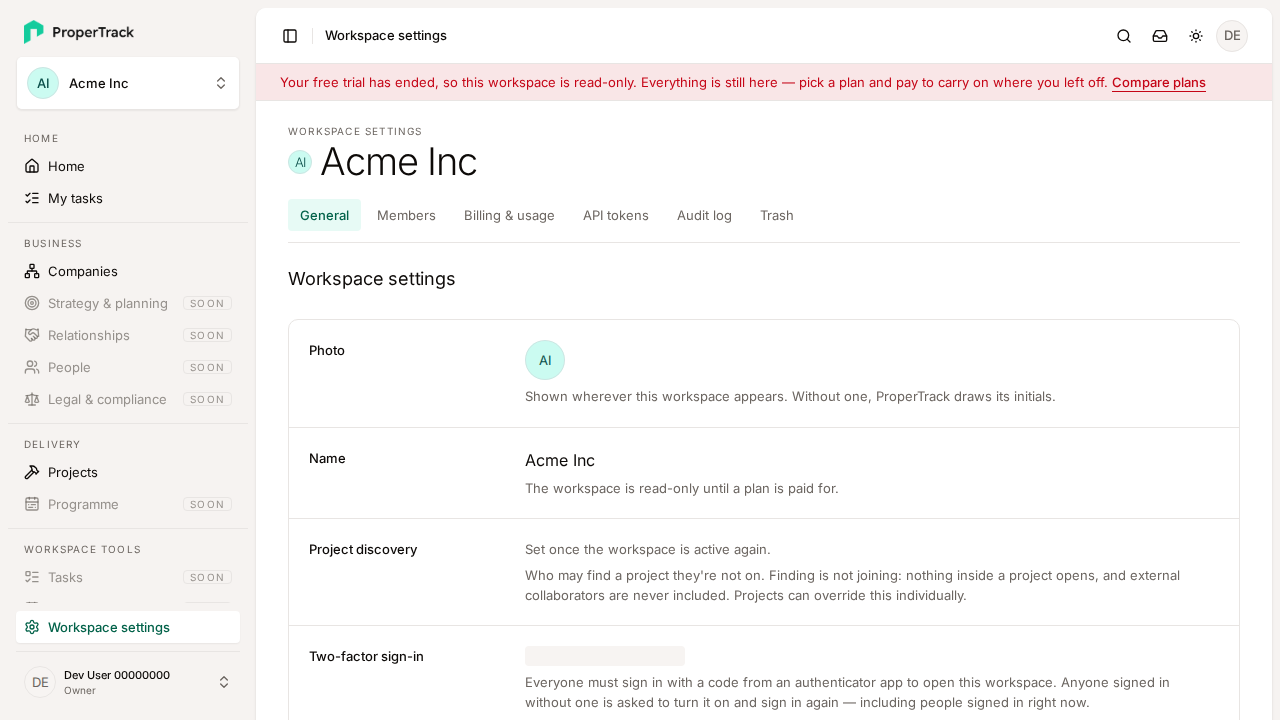 ProperTrack
AI
Acme Inc
HOME
Home
My tasks
BUSINESS
Companies
Strategy & planning SOON
Relationships SOON
People SOON
Legal & compliance SOON
DELIVERY
Projects
Programme SOON
WORKSPACE TOOLS
Tasks SOON
Workspace settings
DE
Dev User 00000000
Owner
Workspace settings
DE
Your free trial has ended, so this workspace is read-only. Everything is still here — pick a plan and pay to carry on where you left off. Compare plans
WORKSPACE SETTINGS
AI Acme Inc
General Members Billing & usage API tokens Audit log Trash
Workspace settings
Photo
AI
Shown wherever this workspace appears. Without one, ProperTrack draws its initials.
Name
Acme Inc
The workspace is read-only until a plan is paid for.
Project discovery
Set once the workspace is active again.
Who may find a project they're not on. Finding is not joining: nothing inside a project opens, and external
collaborators are never included. Projects can override this individually.
Two-factor sign-in
Everyone must sign in with a code from an authenticator app to open this workspace. Anyone signed in
without one is asked to turn it on and sign in again — including people signed in right now.